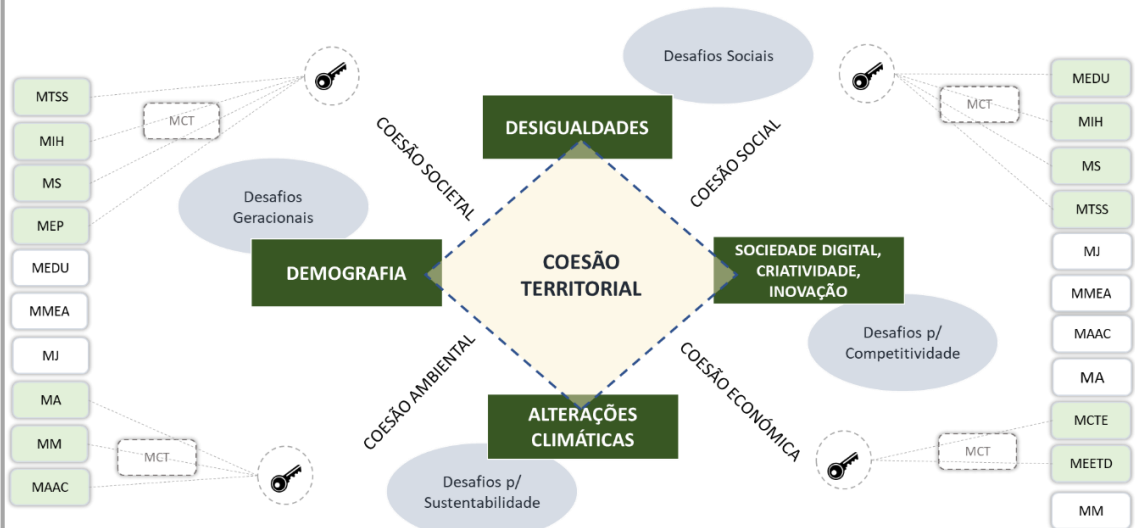 MTSS
MIH
MS
MEP
MEDU
MMEA
MJ
MA
MM
MAAC
MCT
MCT
COESÃO SOCIETAL
Desafios
Geracionais
DEMOGRAFIA
COESÃO AMBIENTAL
Desafios Sociais
DESIGUALDADES
COESÃO
TERRITORIAL
ALTERAÇÕES
CLIMÁTICAS
Desafios p/
Sustentabilidade
COESÃO SOCIAL
SOCIEDADE DIGITAL,
CRIATIVIDADE,
INOVAÇÃO
Desafios p/
Competitividade
COESÃO ECONÓMICA
MCT
MCT
MEDU
MIH
MS
MTSS
MJ
MMEA
MAAC
MA
MCTE
MEETD
MM